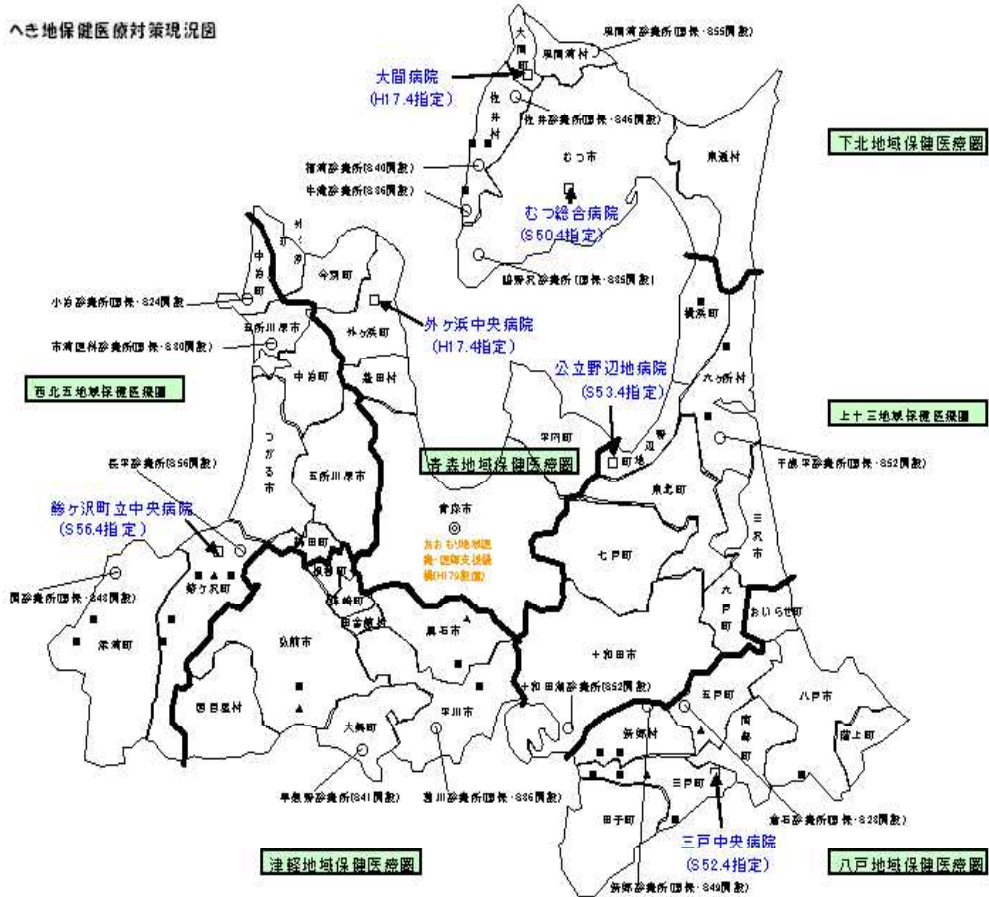 へき地保健医療対策現況図
大間町
風間浦村
風間浦診療所(国保・S55開設)
大間病院
(H17.4指定)
佐井村
佐井診療所(国保・S46開設)
下北地域保健医療圏
むつ市
東通村
福浦診療所(S40開設)
牛滝診療所(S36開設)
むつ総合病院
(S50.4指定)
脇野沢診療所(国保・S35開設)
外ヶ浜町
中泊町
今別町
小泊診療所(国保・S24開設)
五所川原市
外ヶ浜町
外ヶ浜中央病院
(H17.4指定)
横浜町
市浦医科診療所(国保・S30開設)
中泊町
蓬田村
公立野辺地病院
(S53.4指定)
六ヶ所村
西北五地域保健医療圏
上十三地域保健医療圏
平内町
野辺地町
つがる市
青森地域保健医療圏
千歳平診療所(国保・S52開設)
長平診療所(S56開設)
五所川原市
東北町
鯵ヶ沢町立中央病院
(S56.4指定)
青森市
三沢市
七戸町
あおもり地域医
療・医師支援機
鶴田町
板柳町
関診療所(国保・S48開設)
鯵ヶ沢町
藤崎町
六戸町
おいらせ町
田舎館村
深浦町
弘前市
黒石市
十和田市
十和田湖診療所(S52開設)
五戸町
八戸市
西目屋村
大鰐町
平川市
新郷村
南部町
階上町
早瀬野診療所(S41開設)
葛川診療所(国保・S36開設)
三戸町
田子町
倉石診療所(国保・S28開設)
三戸中央病院
(S52.4指定)
津軽地域保健医療圏
八戸地域保健医療圏
新郷診療所(国保・S49開設)